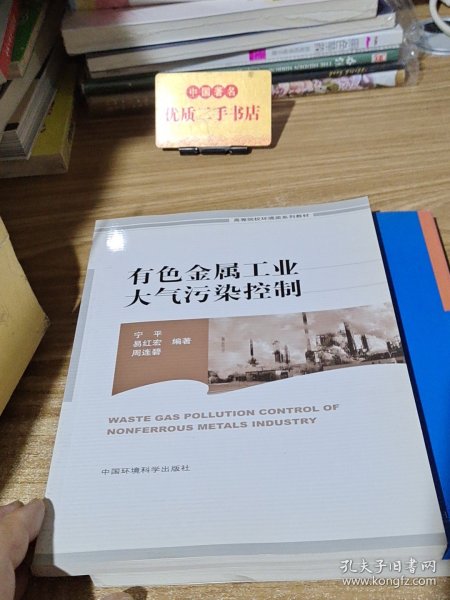 中国著名
优质二手书店
高等院校环境类系列教材
有色金属工业
大气污染控制
宁平
易红宏 编著
周连碧
WASTE GAS POLLUTION CONTROL OF
NONFERROUS METALS INDUSTRY
中国环境科学出版社
孔夫子旧书网
www.kongfz.com